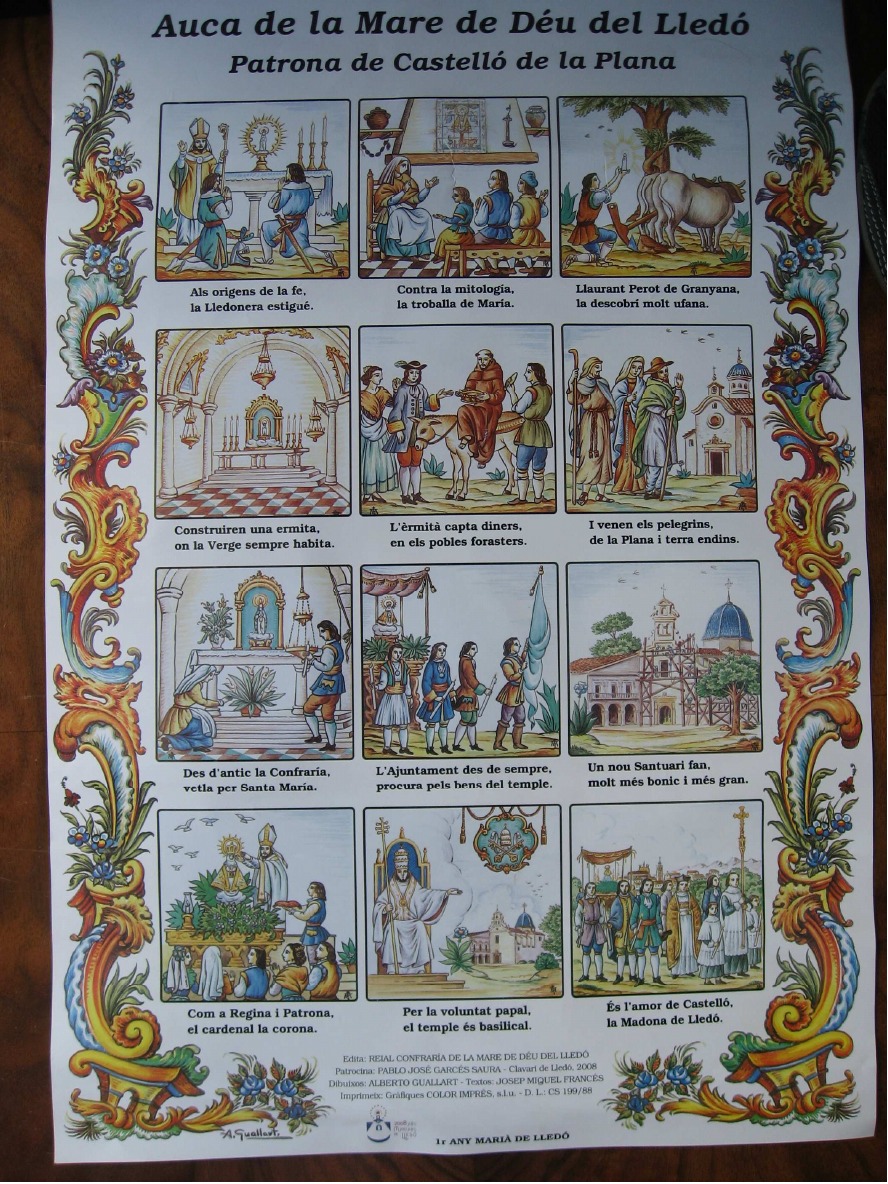 Auca de la Mare de Déu del Lledó
Patrona de Castelló de la Plana
Als origens de la fe,
la Lledonera estigué.
Contra la mitologia,
la troballa de Maria.
Llaurant Perot de Granyana,
la descobrí molt ufana.
Construiren una ermita,
on la Verge sempre habita.
L'èrmità capta diners,
en els pobles forasters.
I venen els pelegrins,
de la Plana i terra endins.
Des d'antic la Confraría,
vetla per Santa María.
L'Ajuntament des de sempre,
procura pels bens del temple.
Un nou Santuari fan,
molt més bonic i més gran.
Com a Regina i Patrona,
el cardenal la corona.
Per la voluntat papal,
el temple és basilical.
És l'amor de Castelló,
la Madona de Lledó.
Edita: REIAL CONFRARÍA DE LA MARE DE DÉU DEL LLEDÓ
Patrocina: PABLO JOSÉ GARCÉS SAURA - Clavari de Lledó, 2008
Dibuixos: ALBERTO GUALLART - Textos: JOSEP MIQUEL FRANCÉS
Imprimeix: Gráfiques COLOR IMPRÉS, s.l.u. - D. L.: CS 199/88
A. Guallart.
1r ANY MARIÀ DE LLEDÓ